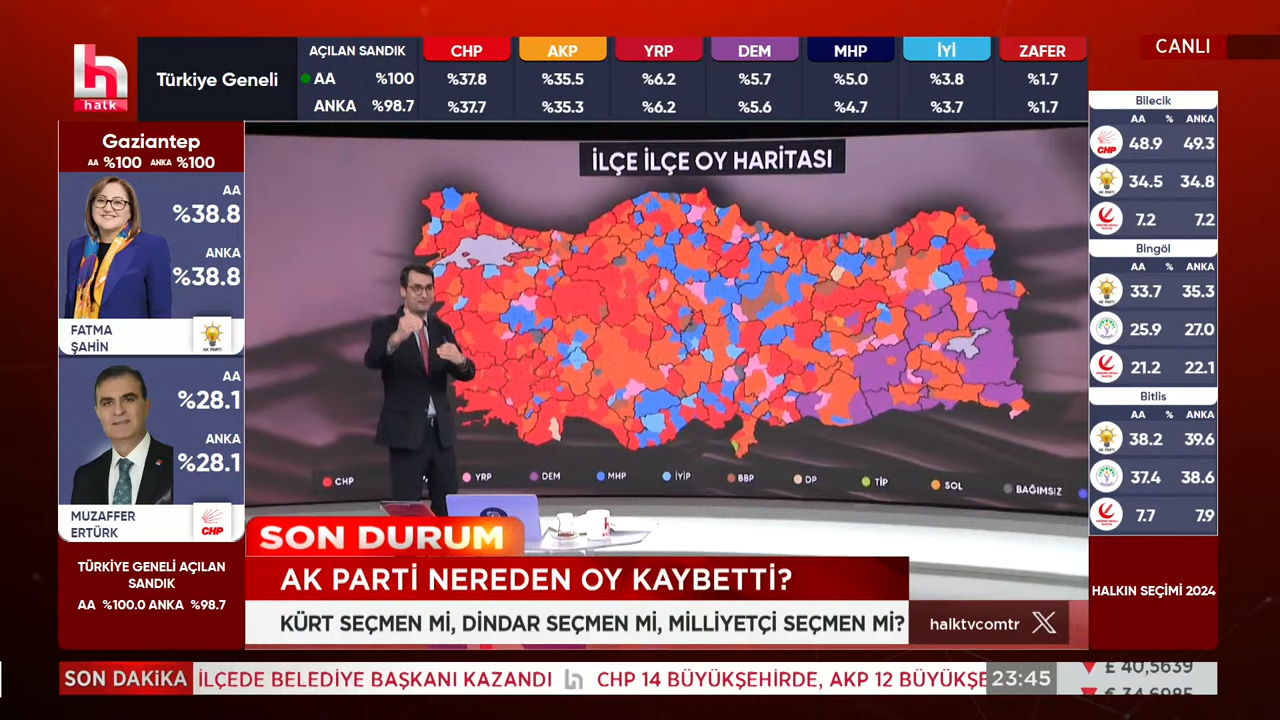 h
halk
Türkiye Geneli
AÇILAN SANDIK CHP AKP YRP DEM MHP İYİ ZAFER
AA %100 %37.8 %35.5 %6.2 %5.7 %5.0 %3.8 %1.7
ANKA %98.7 %37.7 %35.3 %6.2 %5.6 %4.7 %3.7 %1.7
CANLI
Gaziantep
AA %100 ANKA %100
AA
%38.8
ANKA
%38.8
FATMA
ŞAHİN
AK PARTİ
AA
%28.1
ANKA
%28.1
MUZAFFER
ERTÜRK
CHP
TÜRKİYE GENELİ AÇILAN
SANDIK
AA %100.0 ANKA %98.7
İLÇE İLÇE OY HARİTASI
CHP YRP DEM MHP İYİP BBP DP TİP SOL BAĞIMSIZ
Bilecik
AA % ANKA
CHP 48.9 49.3
AK PARTİ 34.5 34.8
7.2 7.2
Bingöl
AA % ANKA
AK PARTİ 33.7 35.3
25.9 27.0
21.2 22.1
Bitlis
AA % ANKA
AK PARTİ 38.2 39.6
37.4 38.6
7.7 7.9
HALKIN SEÇİMİ 2024
SON DURUM
AK PARTİ NEREDEN OY KAYBETTİ?
KÜRT SEÇMEN Mİ, DİNDAR SEÇMEN Mİ, MİLLİYETÇİ SEÇMEN Mİ?
halktvcomtr X
SON DAKİKA İLÇEDE BELEDİYE BAŞKANI KAZANDI h CHP 14 BÜYÜKŞEHİRDE, AKP 12 BÜYÜKŞE 23:45
£ 40,5639